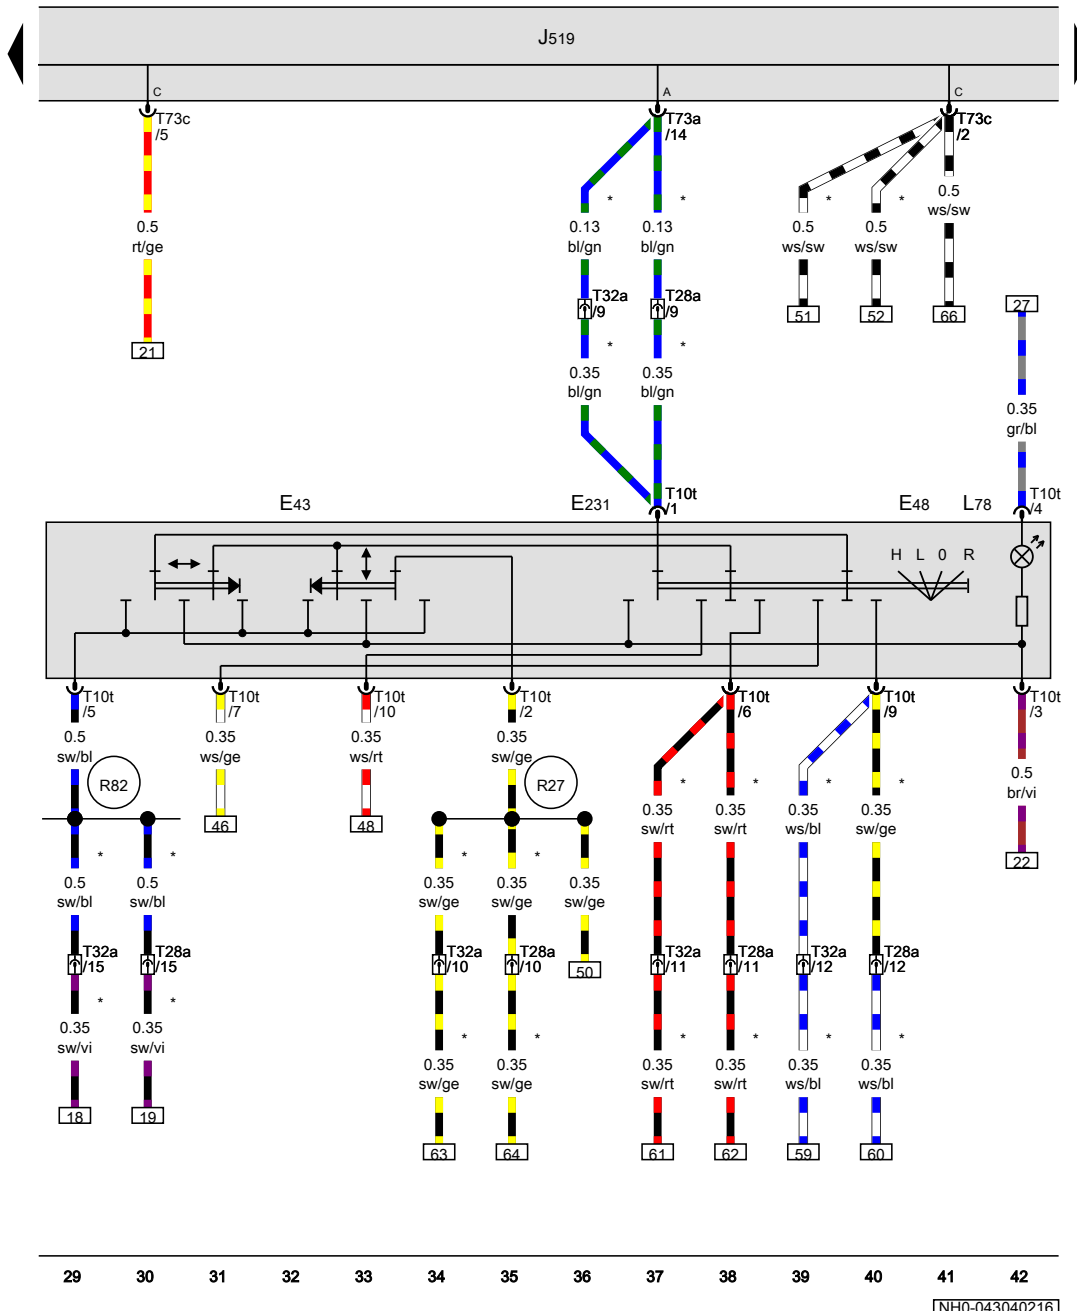 J519
C A C
T73c
/5
T73a
/14
T73c
/2
* * * *
0.5
rt/ge
0.13
bl/gn
0.13
bl/gn
0.5
ws/sw
0.5
ws/sw
0.5
ws/sw
T32a
/9
T28a
/9
21
51
52
66
27
* *
0.35
bl/gn
0.35
bl/gn
0.35
gr/bl
E43
E231
T10t
/1
E48
L78
T10t
/4
H L 0 R
T10t
/5
T10t
/7
T10t
/10
T10t
/2
T10t
/6
T10t
/9
T10t
/3
0.5
sw/bl
0.35
ws/ge
0.35
ws/rt
0.35
sw/ge
0.5
br/vi
R82
R27
* * * *
0.35
sw/rt
0.35
sw/rt
0.35
ws/bl
0.35
sw/ge
46
48
22
* * * *
0.5
sw/bl
0.5
sw/bl
0.35
sw/ge
0.35
sw/ge
0.35
sw/ge
T32a
/15
T28a
/15
T32a
/10
T28a
/10
50
T32a
/11
T28a
/11
T32a
/12
T28a
/12
* *
0.35
sw/vi
0.35
sw/vi
* * * * * *
0.35
sw/ge
0.35
sw/ge
0.35
sw/rt
0.35
sw/rt
0.35
ws/bl
0.35
ws/bl
18
19
63
64
61
62
59
60
29 30 31 32 33 34 35 36 37 38 39 40 41 42
NH0-043040216